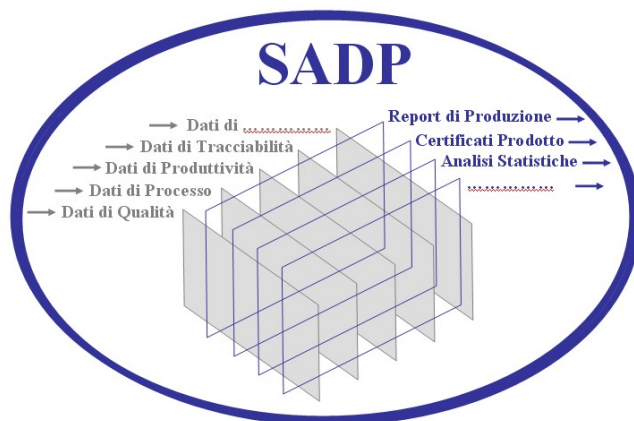 SADP
Dati di ...............
Dati di Tracciabilità
Dati di Produttività
Dati di Processo
Dati di Qualità
Report di Produzione
Certificati Prodotto
Analisi Statistiche
...............